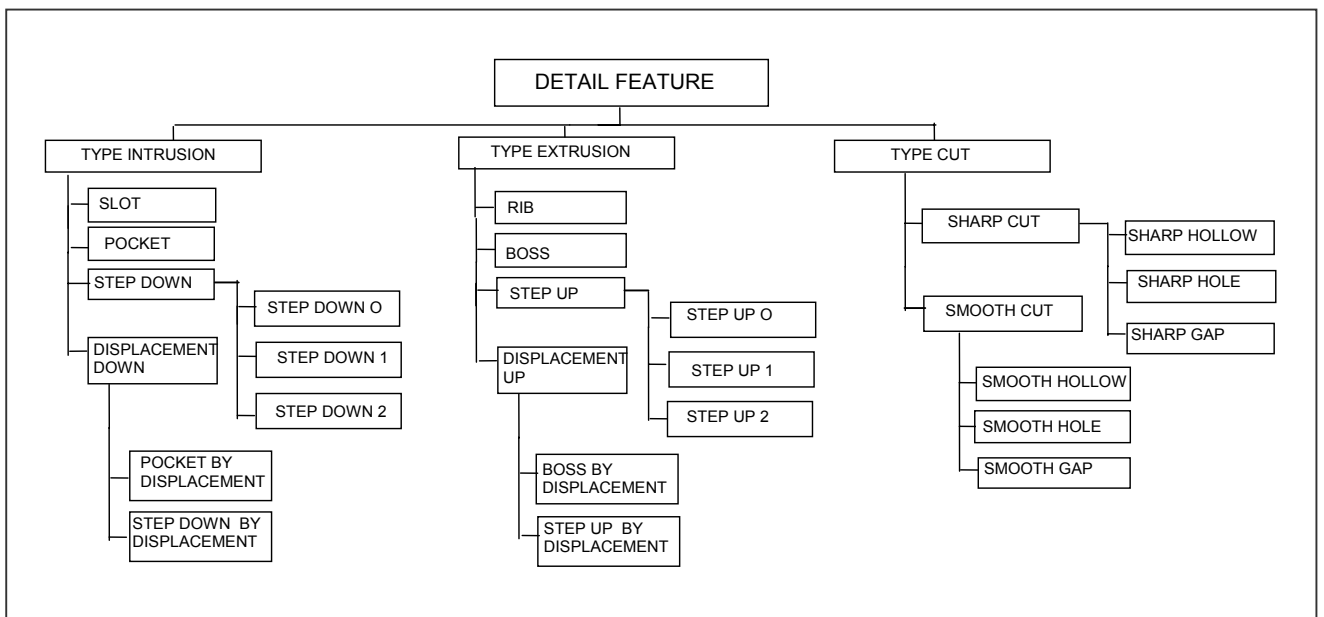 DETAIL FEATURE
TYPE INTRUSION
SLOT
POCKET
STEP DOWN
STEP DOWN O
STEP DOWN 1
STEP DOWN 2
DISPLACEMENT
DOWN
POCKET BY
DISPLACEMENT
STEP DOWN BY
DISPLACEMENT
TYPE EXTRUSION
RIB
BOSS
STEP UP
STEP UP O
STEP UP 1
STEP UP 2
DISPLACEMENT
UP
BOSS BY
DISPLACEMENT
STEP UP BY
DISPLACEMENT
TYPE CUT
SHARP CUT
SHARP HOLLOW
SHARP HOLE
SHARP GAP
SMOOTH CUT
SMOOTH HOLLOW
SMOOTH HOLE
SMOOTH GAP